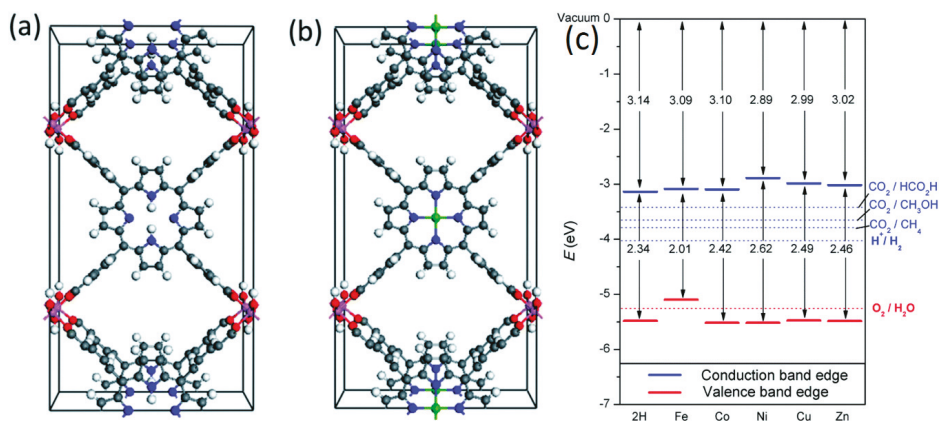 (a)
(b)
(c)
Vacuum 0
-1
-2
-3
-4
-5
-6
-7
E (eV)
3.14 3.09 3.10 2.89 2.99 3.02
CO2 / HCO2H
CO2 / CH3OH
CO2 / CH4
H+/ H2
2.34 2.01 2.42 2.62 2.49 2.46
O2 / H2O
Conduction band edge
Valence band edge
2H Fe Co Ni Cu Zn